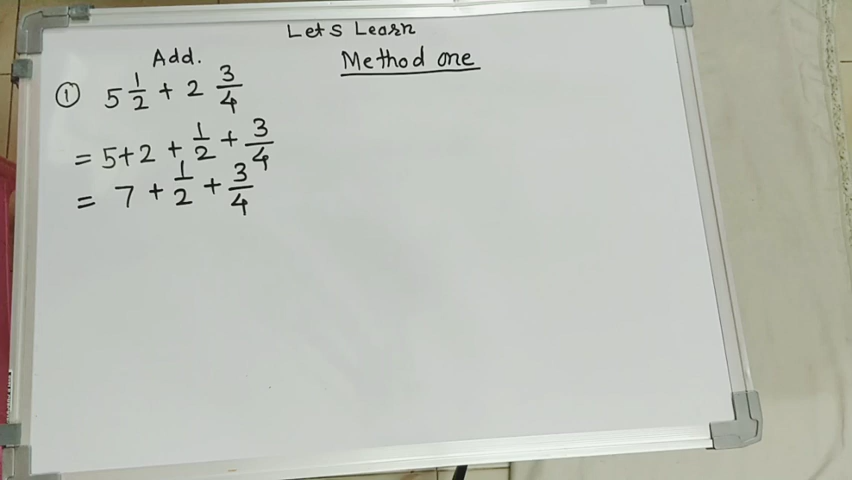 Lets Learn
Add.
Method one
① 5 1/2 + 2 3/4
= 5+2 + 1/2 + 3/4
= 7 + 1/2 + 3/4